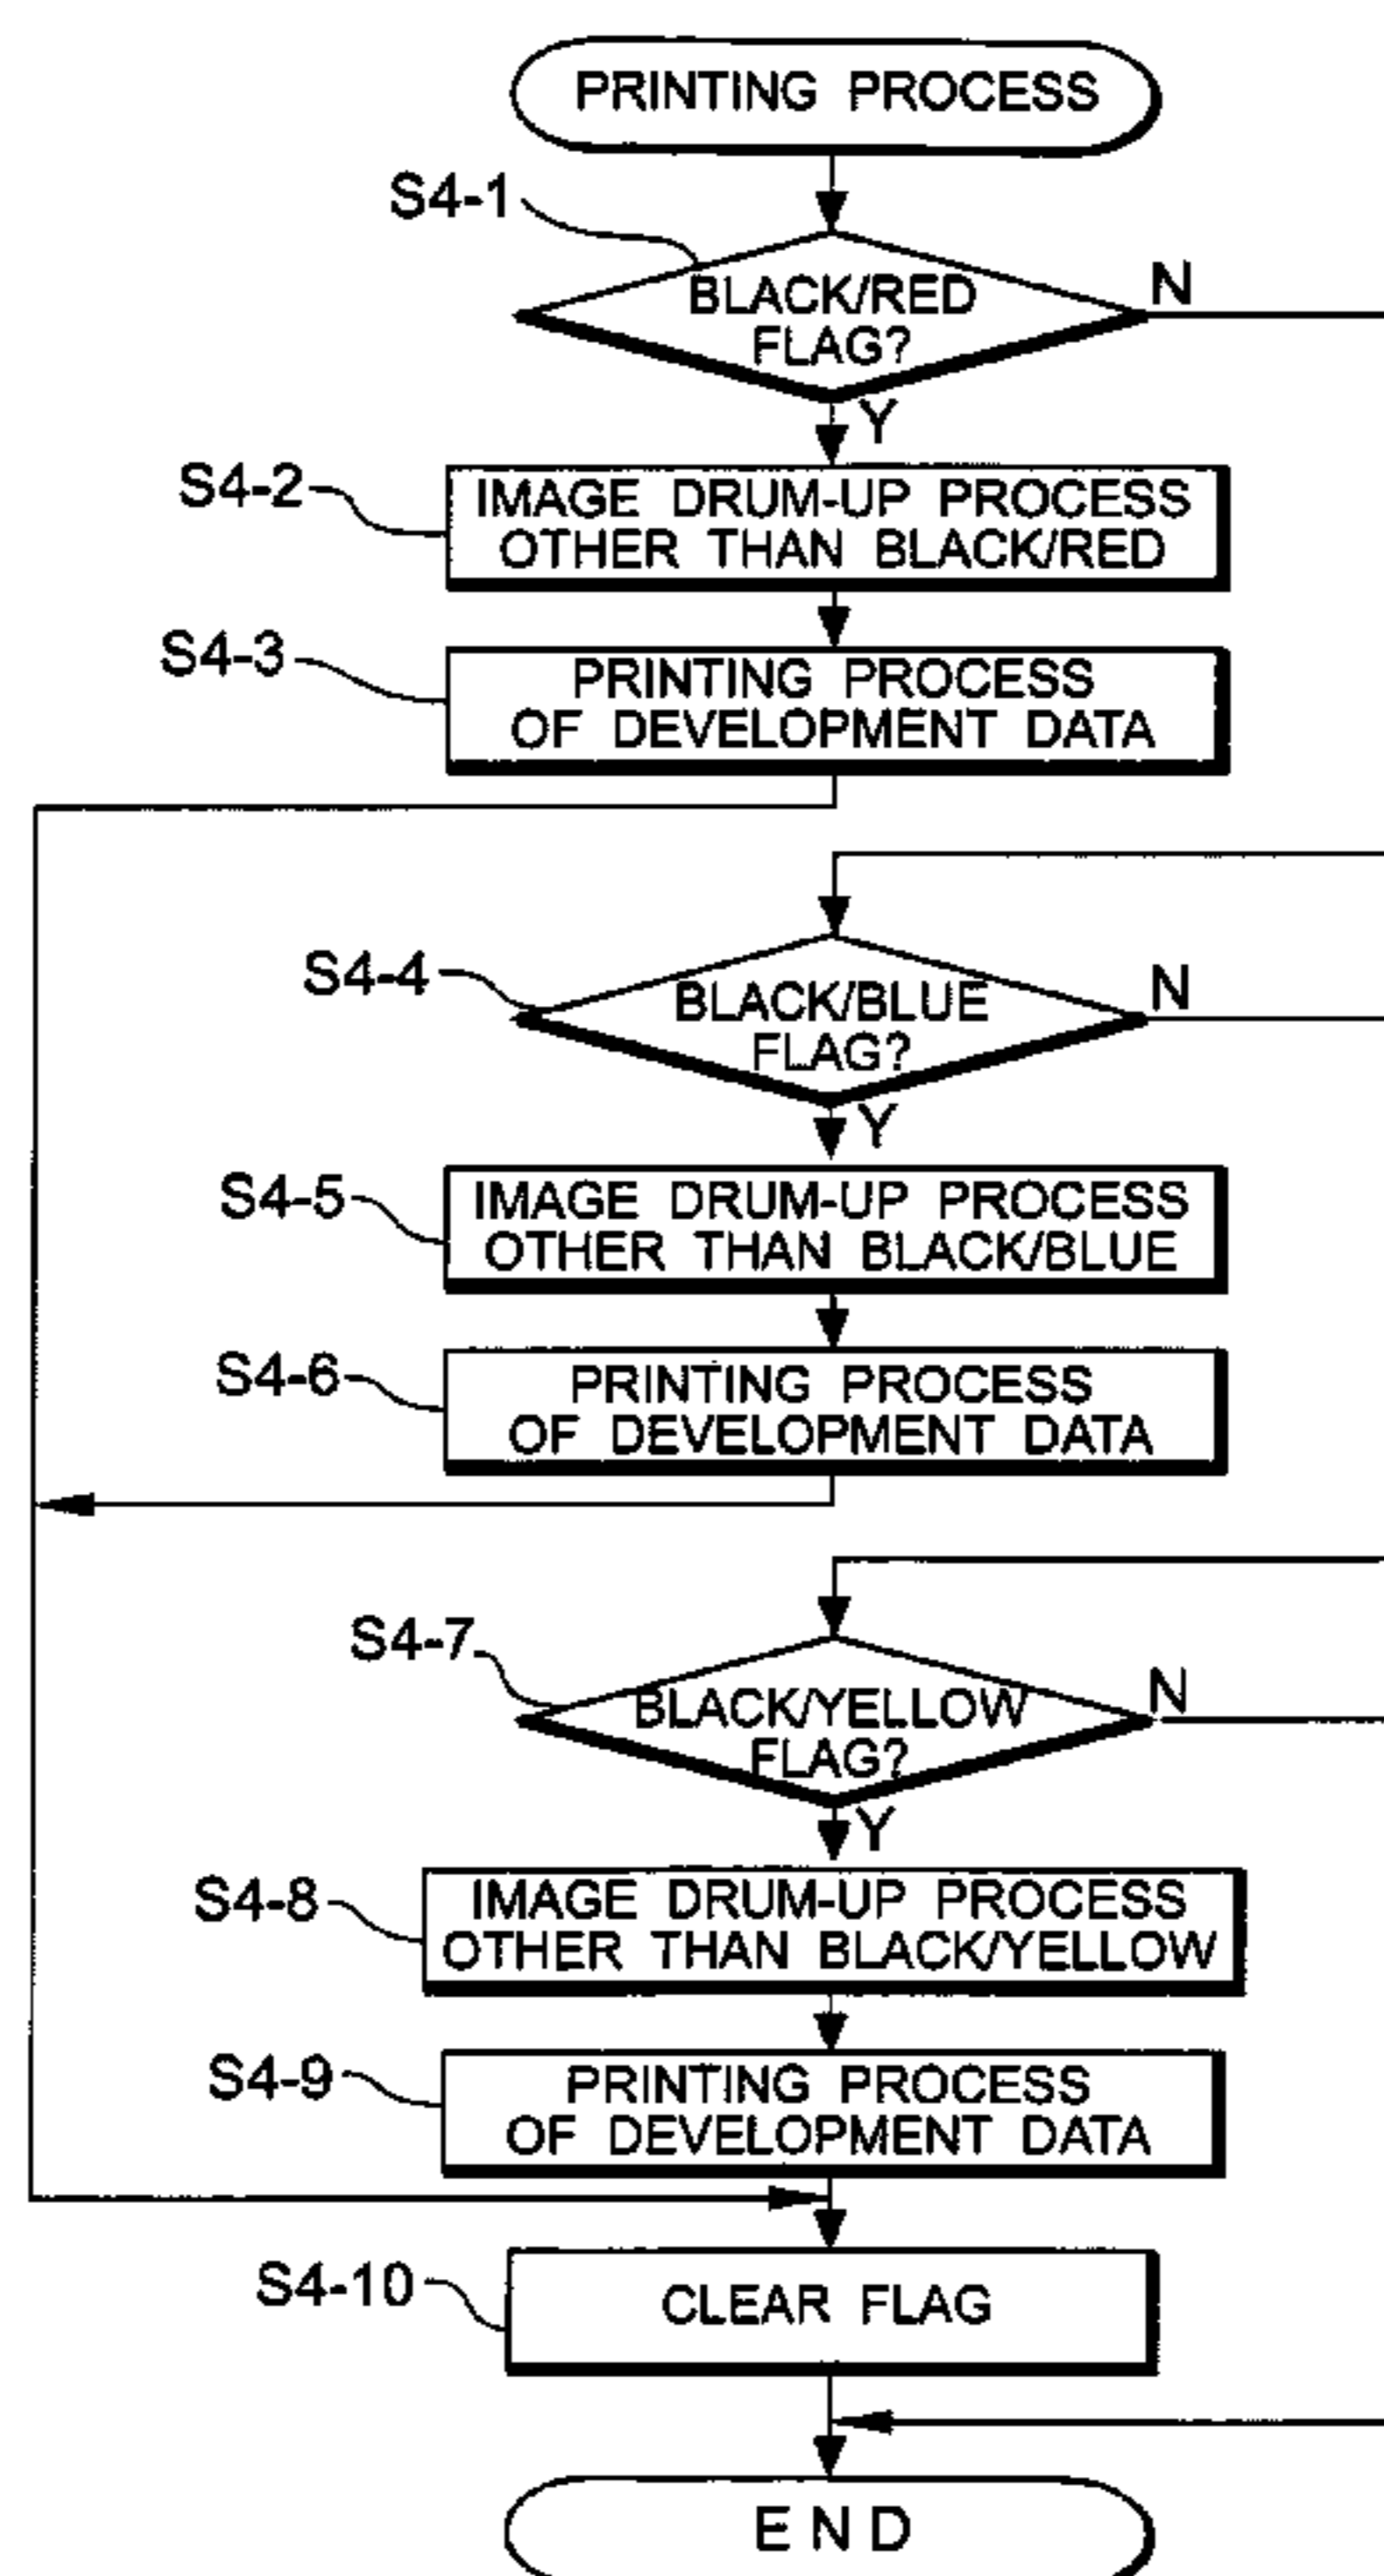 PRINTING PROCESS
S4-1
BLACK/RED
FLAG?
N
Y
S4-2
IMAGE DRUM-UP PROCESS
OTHER THAN BLACK/RED
S4-3
PRINTING PROCESS
OF DEVELOPMENT DATA
S4-4
BLACK/BLUE
FLAG?
N
Y
S4-5
IMAGE DRUM-UP PROCESS
OTHER THAN BLACK/BLUE
S4-6
PRINTING PROCESS
OF DEVELOPMENT DATA
S4-7
BLACK/YELLOW
FLAG?
N
Y
S4-8
IMAGE DRUM-UP PROCESS
OTHER THAN BLACK/YELLOW
S4-9
PRINTING PROCESS
OF DEVELOPMENT DATA
S4-10
CLEAR FLAG
END